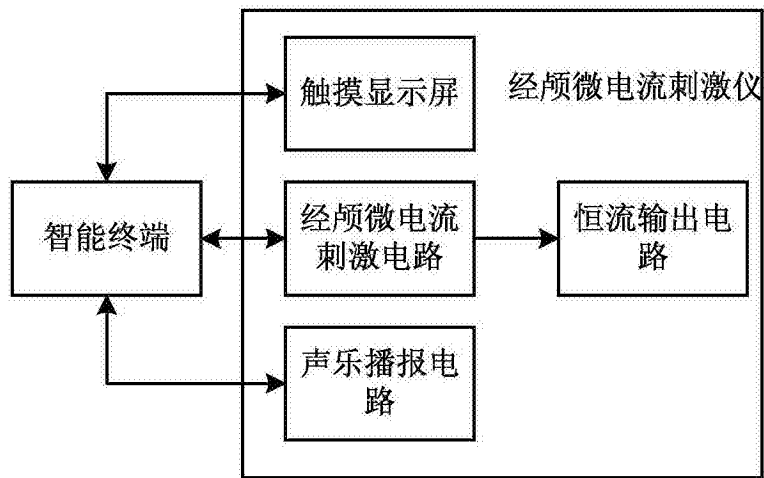 触摸显示屏
经颅微电流刺激仪
智能终端
经颅微电流
刺激电路
恒流输出电
路
声乐播报电
路